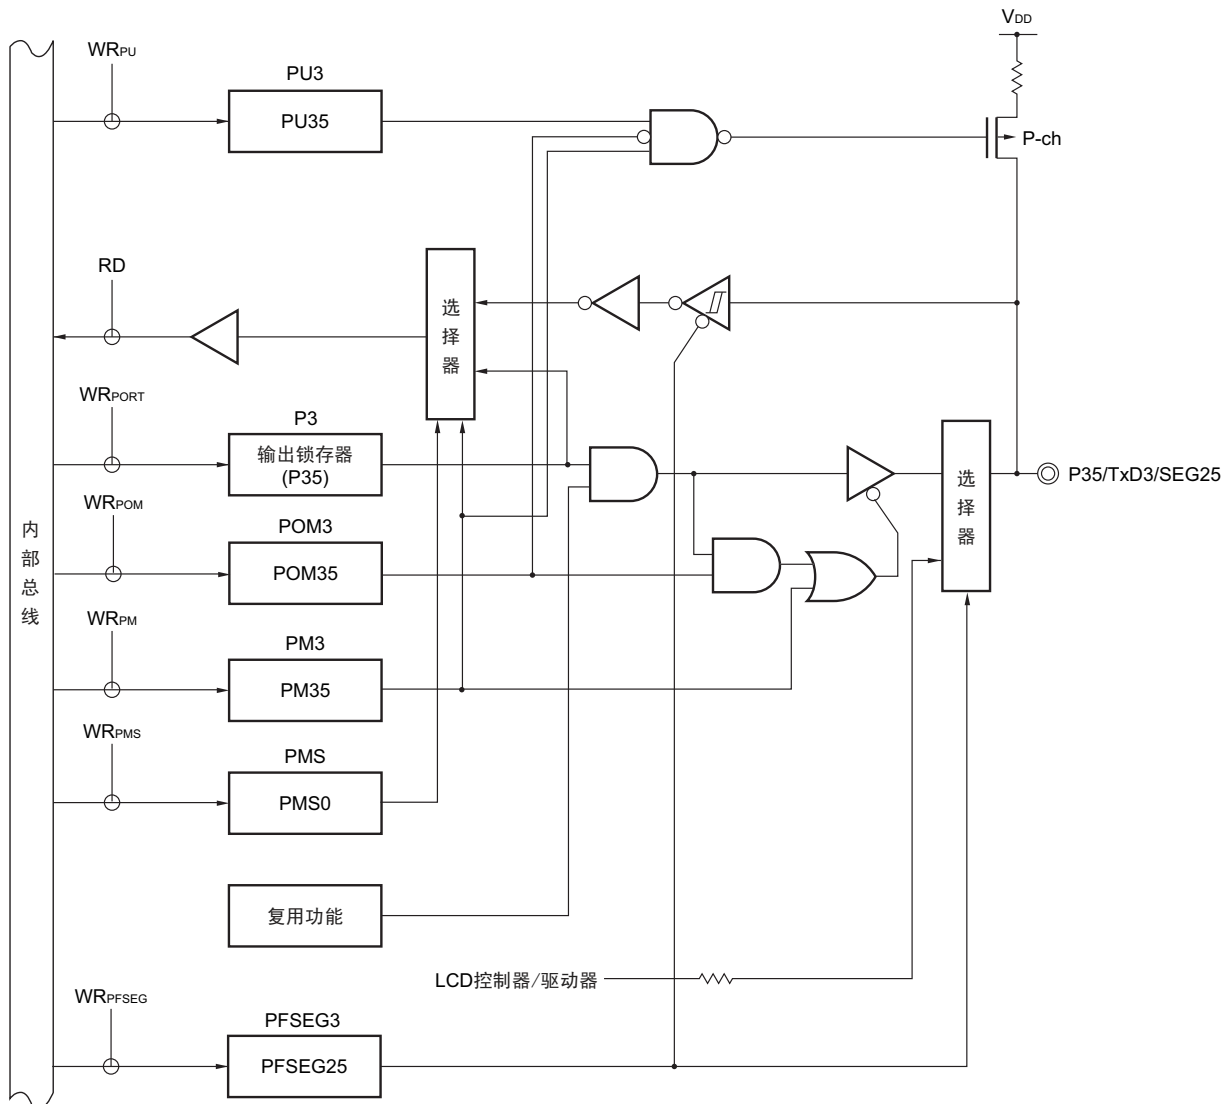 VDD
WRPU
PU3
PU35
P-ch
RD
选择器
WRPORT
P3
输出锁存器
(P35)
WRPOM
POM3
POM35
选择器
P35/TxD3/SEG25
内部总线
WRPM
PM3
PM35
WRPMS
PMS
PMS0
复用功能
LCD控制器/驱动器
WRPFSEG
PFSEG3
PFSEG25